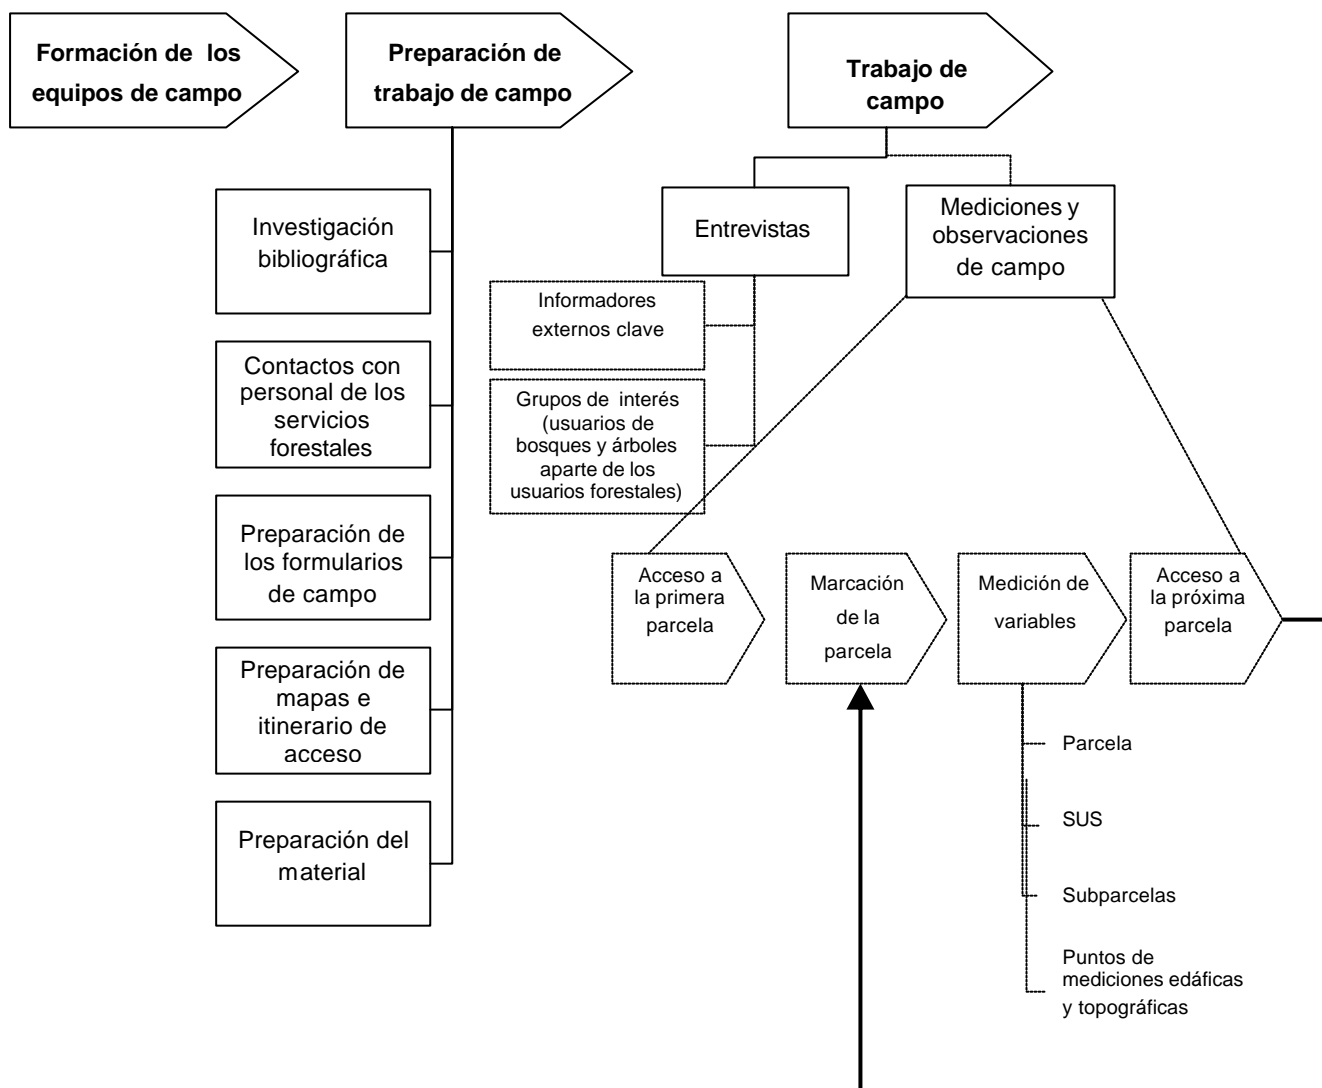 Formación de los
equipos de campo
Preparación de
trabajo de campo
Trabajo de
campo
Investigación
bibliográfica
Contactos con
personal de los
servicios
forestales
Preparación de
los formularios
de campo
Preparación de
mapas e
itinerario de
acceso
Preparación del
material
Entrevistas
Mediciones y
observaciones
de campo
Informadores
externos clave
Grupos de interés
(usuarios de
bosques y árboles
aparte de los
usuarios forestales)
Acceso a
la primera
parcela
Marcación
de la
parcela
Medición de
variables
Acceso a
la próxima
parcela
Parcela
SUS
Subparcelas
Puntos de
mediciones edáficas
y topográficas